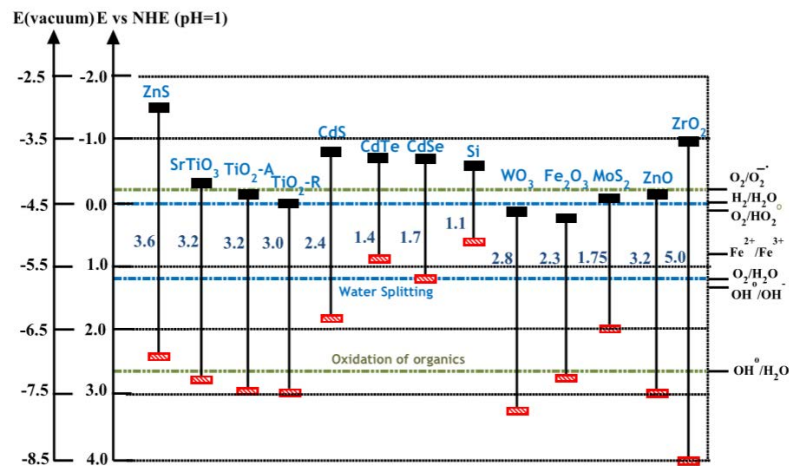 E(vacuum) E vs NHE (pH=1)
-2.5 -2.0
ZnS
-3.5 -1.0
CdS CdTe CdSe Si ZrO2
SrTiO3 TiO2-A TiO2-R WO3 Fe2O3 MoS2 ZnO
O2/O2⁻·
H2/H2O
-4.5 0.0
O2/HO2°
3.6 3.2 3.2 3.0 2.4 1.4 1.7 1.1 2.8 2.3 1.75 3.2 5.0
Fe2+/Fe3+
-5.5 1.0
O2/H2O
Water Splitting
OH°/OH-
-6.5 2.0
Oxidation of organics
OH°/H2O
-7.5 3.0
-8.5 4.0